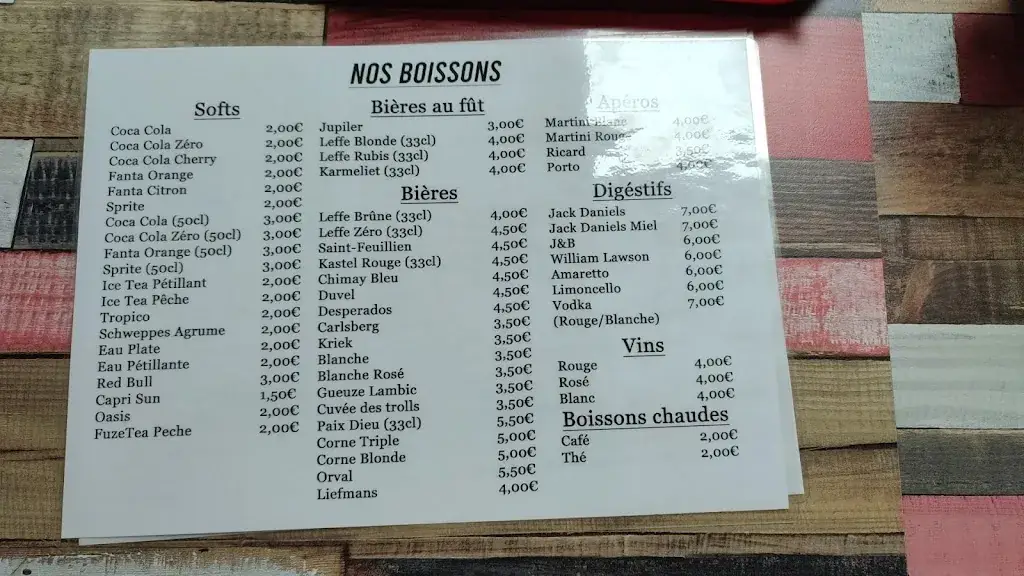 NOS BOISSONS
Softs
Coca Cola 2,00€
Coca Cola Zéro 2,00€
Coca Cola Cherry 2,00€
Fanta Orange 2,00€
Fanta Citron 2,00€
Sprite 2,00€
Coca Cola (50cl) 3,00€
Coca Cola Zéro (50cl) 3,00€
Fanta Orange (50cl) 3,00€
Sprite (50cl) 3,00€
Ice Tea Pétillant 2,00€
Ice Tea Pêche 2,00€
Tropico 2,00€
Schweppes Agrume 2,00€
Eau Plate 2,00€
Eau Pétillante 2,00€
Red Bull 3,00€
Capri Sun 1,50€
Oasis 2,00€
FuzeTea Peche 2,00€
Bières au fût
Jupiler 3,00€
Leffe Blonde (33cl) 4,00€
Leffe Rubis (33cl) 4,00€
Karmeliet (33cl) 4,00€
Bières
Leffe Brûne (33cl) 4,00€
Leffe Zéro (33cl) 4,50€
Saint-Feuillien 4,50€
Kastel Rouge (33cl) 4,50€
Chimay Bleu 4,50€
Duvel 4,50€
Desperados 4,50€
Carlsberg 3,50€
Kriek 3,50€
Blanche 3,50€
Blanche Rosé 3,50€
Gueuze Lambic 3,50€
Cuvée des trolls 3,50€
Paix Dieu (33cl) 5,50€
Corne Triple 5,00€
Corne Blonde 5,00€
Orval 5,50€
Liefmans 4,00€
Apéros
Martini Blanc 4,00€
Martini Rouge 4,00€
Ricard 3,50€
Porto 4,00€
Digéstifs
Jack Daniels 7,00€
Jack Daniels Miel 7,00€
J&B 6,00€
William Lawson 6,00€
Amaretto 6,00€
Limoncello 6,00€
Vodka 7,00€
(Rouge/Blanche)
Vins
Rouge 4,00€
Rosé 4,00€
Blanc 4,00€
Boissons chaudes
Café 2,00€
Thé 2,00€